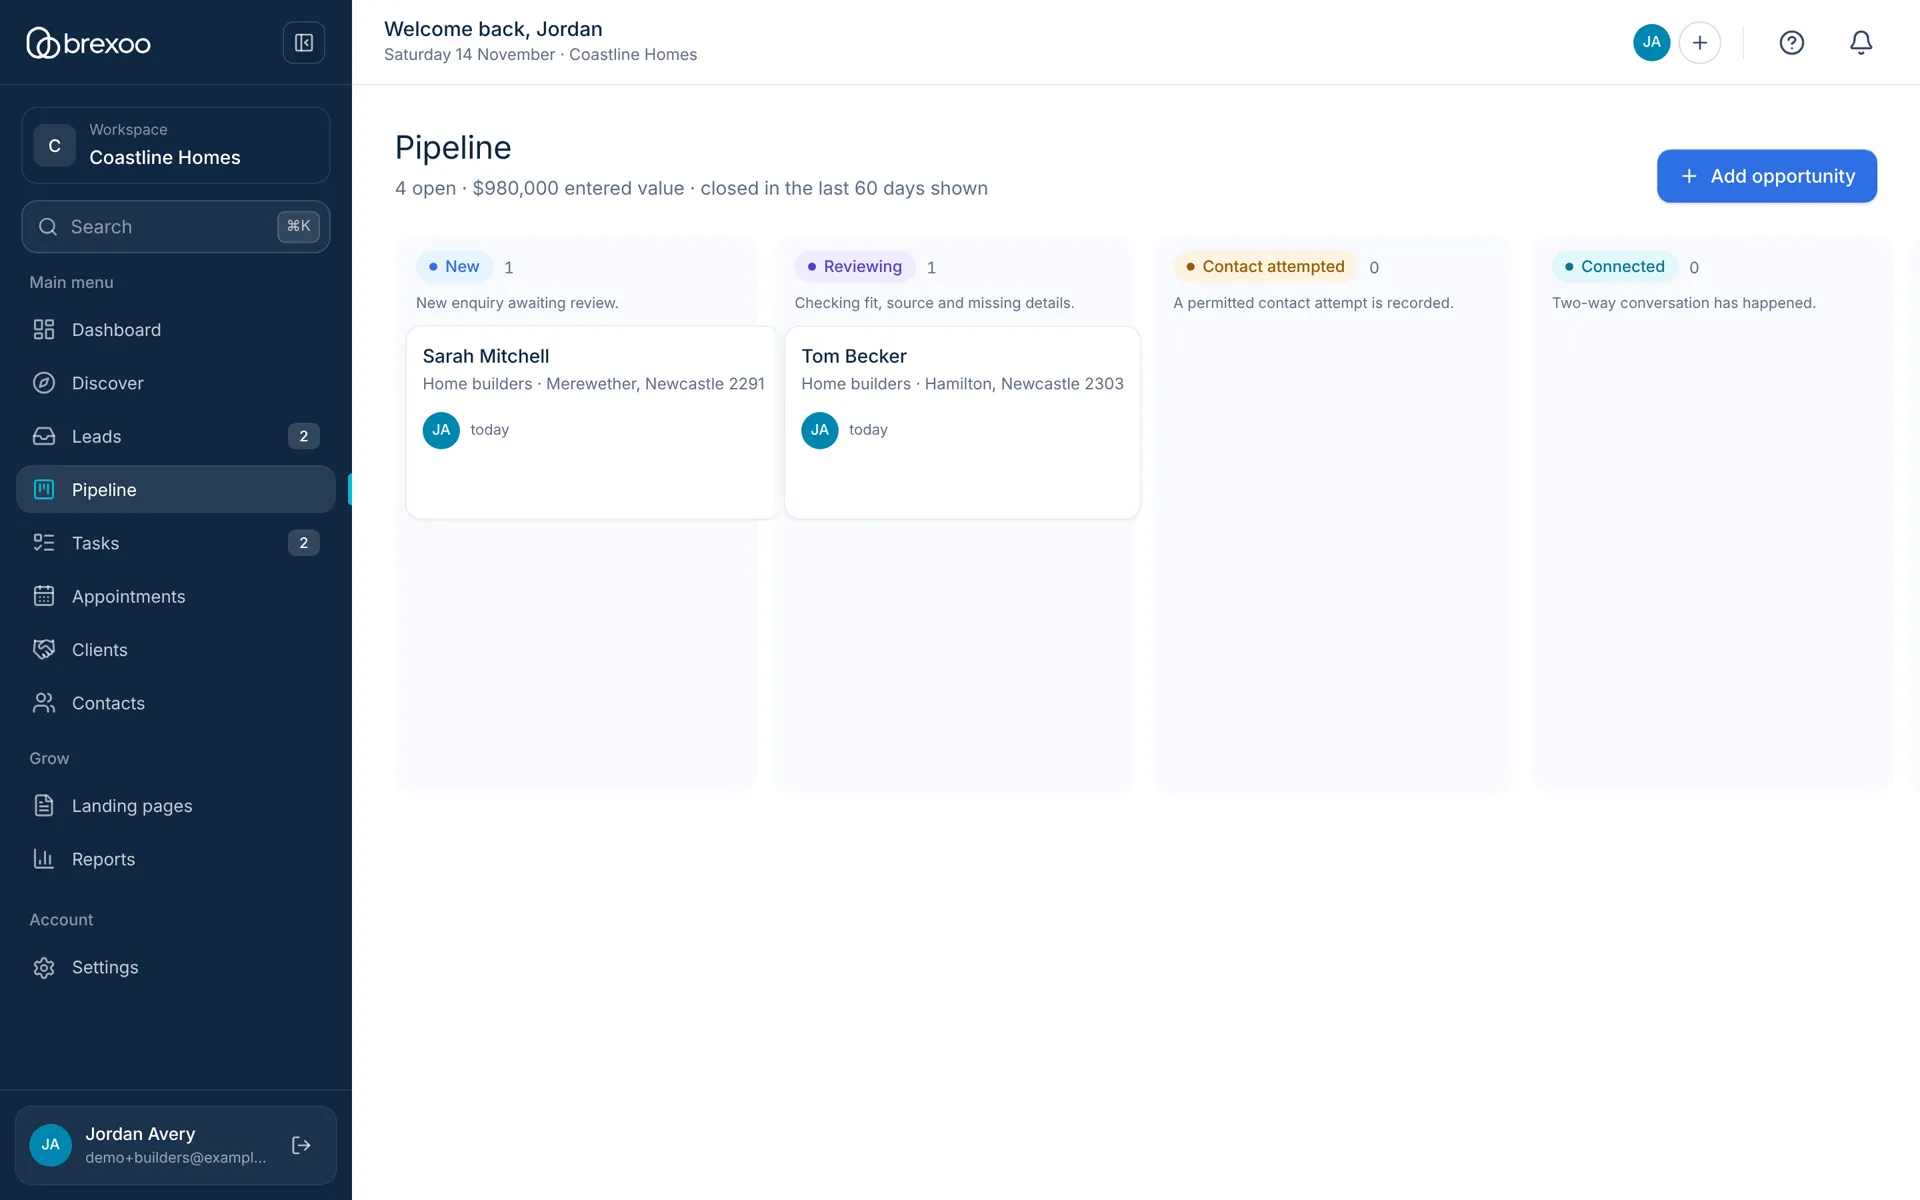 brexoo
Workspace
C
Coastline Homes
Search
⌘K
Main menu
Dashboard
Discover
Leads
2
Pipeline
Tasks
2
Appointments
Clients
Contacts
Grow
Landing pages
Reports
Account
Settings
JA
Jordan Avery
demo+builders@exampl...
Welcome back, Jordan
Saturday 14 November · Coastline Homes
JA
Pipeline
4 open · $980,000 entered value · closed in the last 60 days shown
Add opportunity
New
1
New enquiry awaiting review.
Sarah Mitchell
Home builders · Merewether, Newcastle 2291
JA
today
Reviewing
1
Checking fit, source and missing details.
Tom Becker
Home builders · Hamilton, Newcastle 2303
JA
today
Contact attempted
0
A permitted contact attempt is recorded.
Connected
0
Two-way conversation has happened.